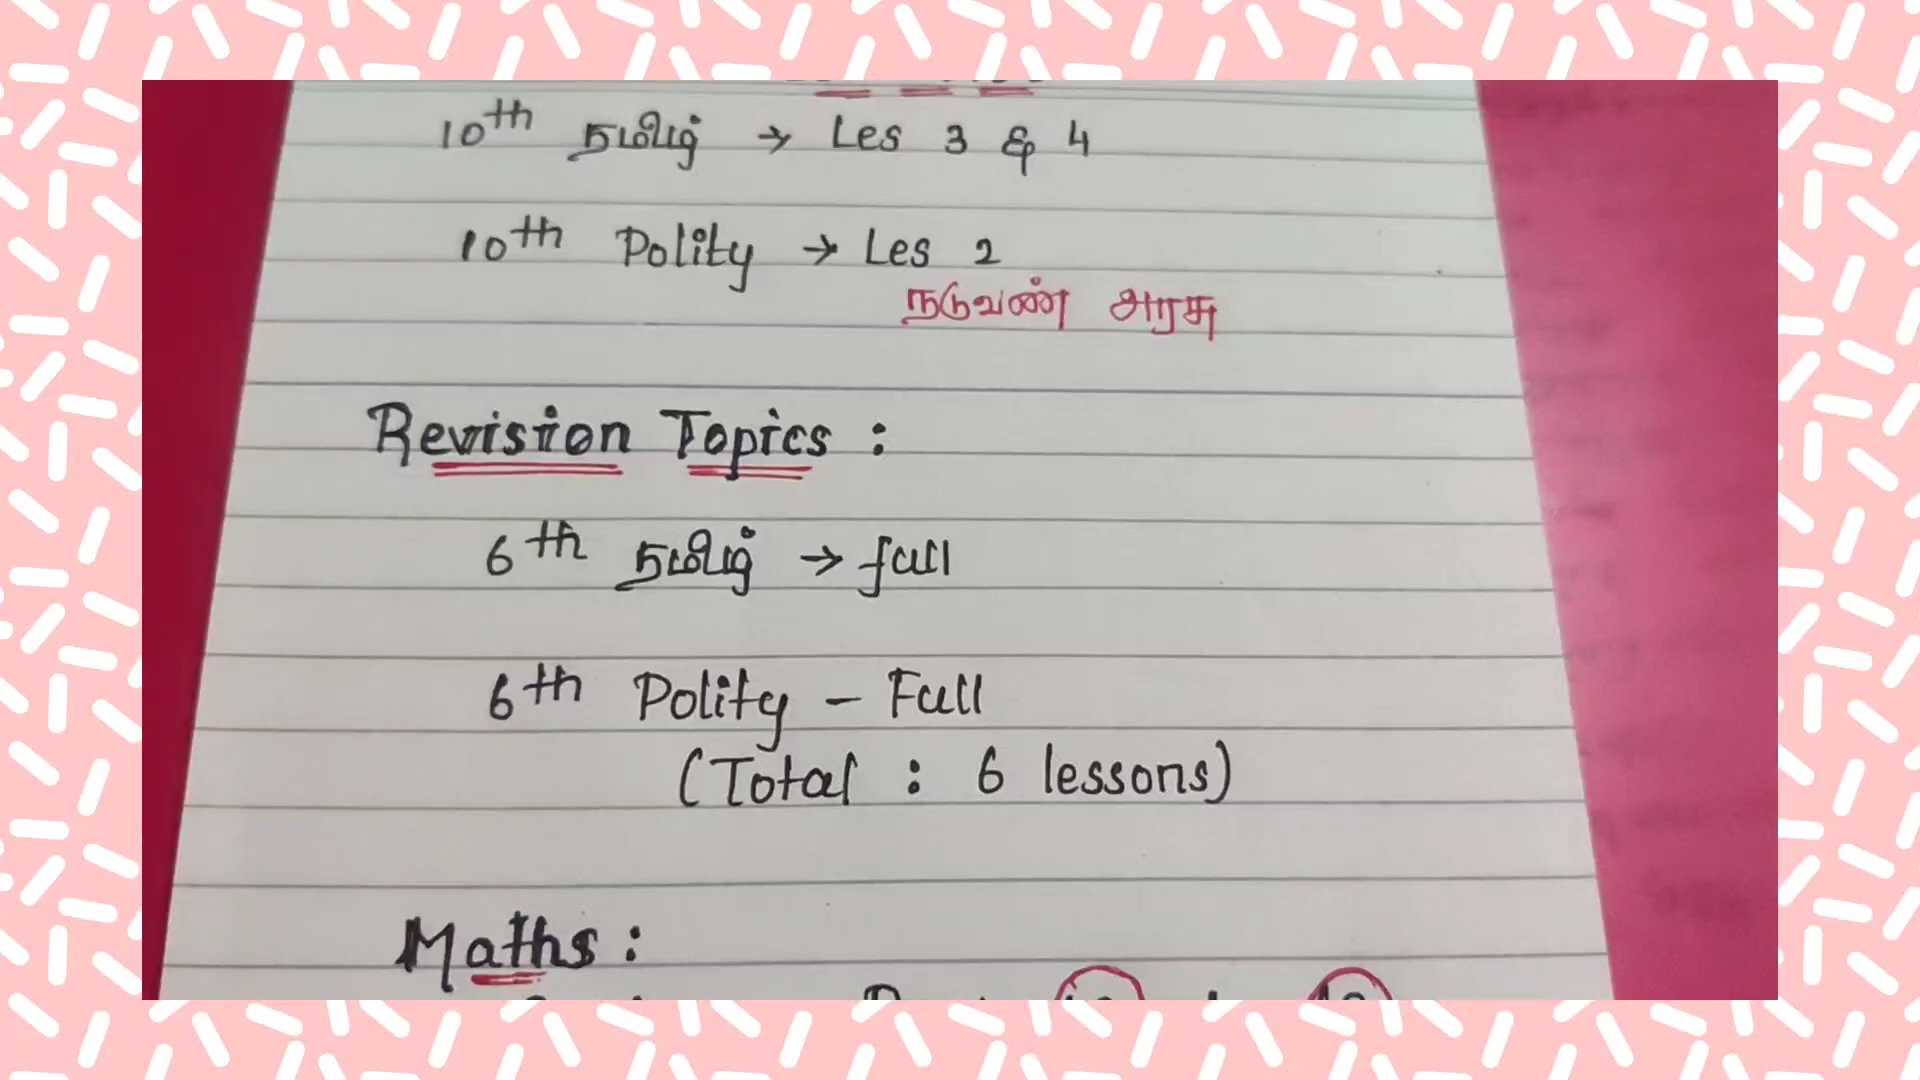 10th தமிழ் → Les 3 & 4
10th Polity → Les 2
நடுவண் அரசு
Revision Topics :
6th தமிழ் → full
6th Polity - Full
(Total : 6 lessons)
Maths :